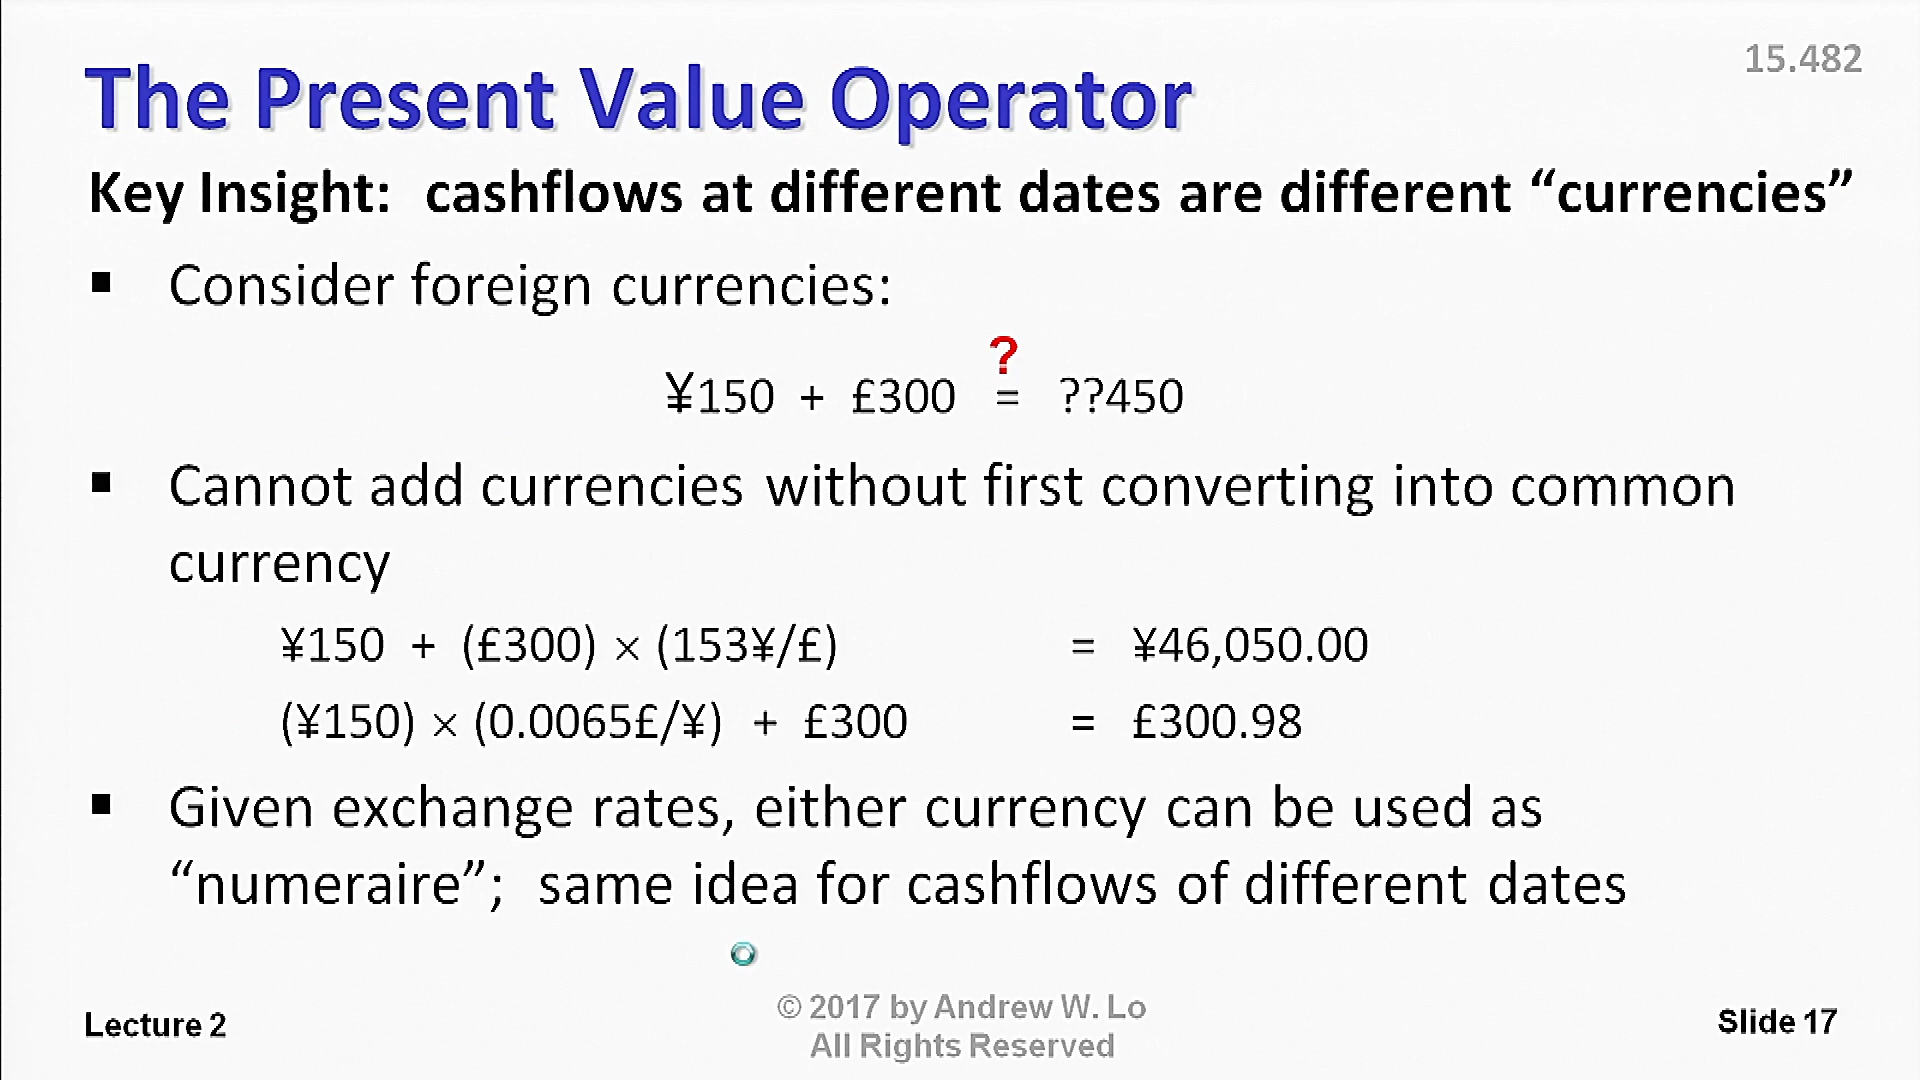 15.482
The Present Value Operator
Key Insight: cashflows at different dates are different “currencies”
▪ Consider foreign currencies:
?
¥150 + £300 = ??450
▪ Cannot add currencies without first converting into common
currency
¥150 + (£300) × (153¥/£) = ¥46,050.00
(¥150) × (0.0065£/¥) + £300 = £300.98
▪ Given exchange rates, either currency can be used as
“numeraire”; same idea for cashflows of different dates
Lecture 2
© 2017 by Andrew W. Lo
All Rights Reserved
Slide 17